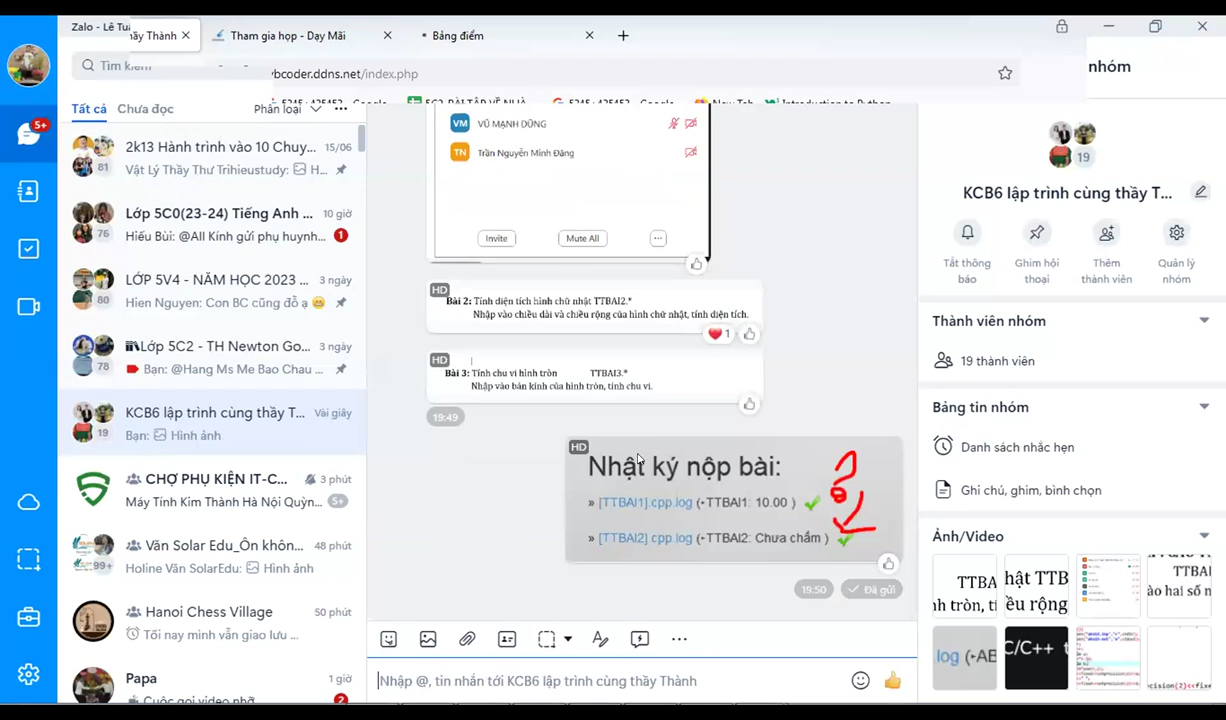 Zalo - Lê Tuấ
hầy Thành
Tham gia họp - Dạy Mãi
Bảng điểm
Tìm kiếm
/bcoder.ddns.net/index.php
nhóm
Tất cả
Chưa đọc
Phân loại
5+
2k13 Hành trình vào 10 Chuy...
15/06
Vật Lý Thầy Thư Trihieustudy: H...
81
Lớp 5C0(23-24) Tiếng Anh ...
10 giờ
Hiếu Bùi: @All Kính gửi phụ huynh...
1
76
LỚP 5V4 - NĂM HỌC 2023 ...
3 ngày
Hien Nguyen: Con BC cũng đỗ ạ
80
Lớp 5C2 - TH Newton Go...
3 ngày
Bạn: @Hang Ms Me Bao Chau ...
78
KCB6 lập trình cùng thầy T...
Vài giây
Bạn: Hình ảnh
19
CHỢ PHỤ KIỆN IT-C...
3 phút
Máy Tính Kim Thành Hà Nội Quỳn...
Văn Solar Edu_Ôn khôn...
48 phút
Holine Văn SolarEdu: Hình ảnh
99+
Hanoi Chess Village
50 phút
Tối nay mình vẫn giao lưu ...
Papa
1 giờ
Cuộc gọi video nhỡ
2
VM VŨ MẠNH DŨNG
TN Trần Nguyễn Minh Đăng
Invite
Mute All
...
HD
Bài 2: Tính diện tích hình chữ nhật TTBAI2.*
Nhập vào chiều dài và chiều rộng của hình chữ nhật, tính diện tích.
1
HD
Bài 3: Tính chu vi hình tròn TTBAI3.*
Nhập vào bán kính của hình tròn, tính chu vi.
19:49
HD
Nhật ký nộp bài:
» [TTBAI1].cpp.log (‣TTBAI1: 10.00 )
» [TTBAI2].cpp.log (‣TTBAI2: Chưa chấm )
19:50
Đã gửi
Nhập @, tin nhắn tới KCB6 lập trình cùng thầy Thành
19
KCB6 lập trình cùng thầy T...
Tắt thông báo
Ghim hội thoại
Thêm thành viên
Quản lý nhóm
Thành viên nhóm
19 thành viên
Bảng tin nhóm
Danh sách nhắc hẹn
Ghi chú, ghim, bình chọn
Ảnh/Video
TTBA
nh tròn, tí
hật TTB
ều rộng
TTBAI
ào hai số n
log (‣AB
C/C++ t
cision(2)<<fixe